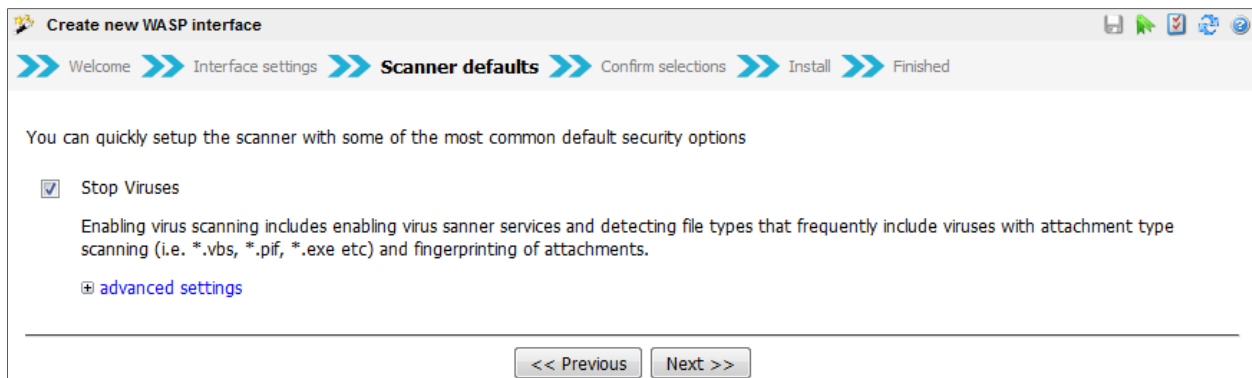 Create new WASP interface
Welcome Interface settings Scanner defaults Confirm selections Install Finished
You can quickly setup the scanner with some of the most common default security options
Stop Viruses
Enabling virus scanning includes enabling virus sanner services and detecting file types that frequently include viruses with attachment type
scanning (i.e. *.vbs, *.pif, *.exe etc) and fingerprinting of attachments.
advanced settings
<< Previous Next >>